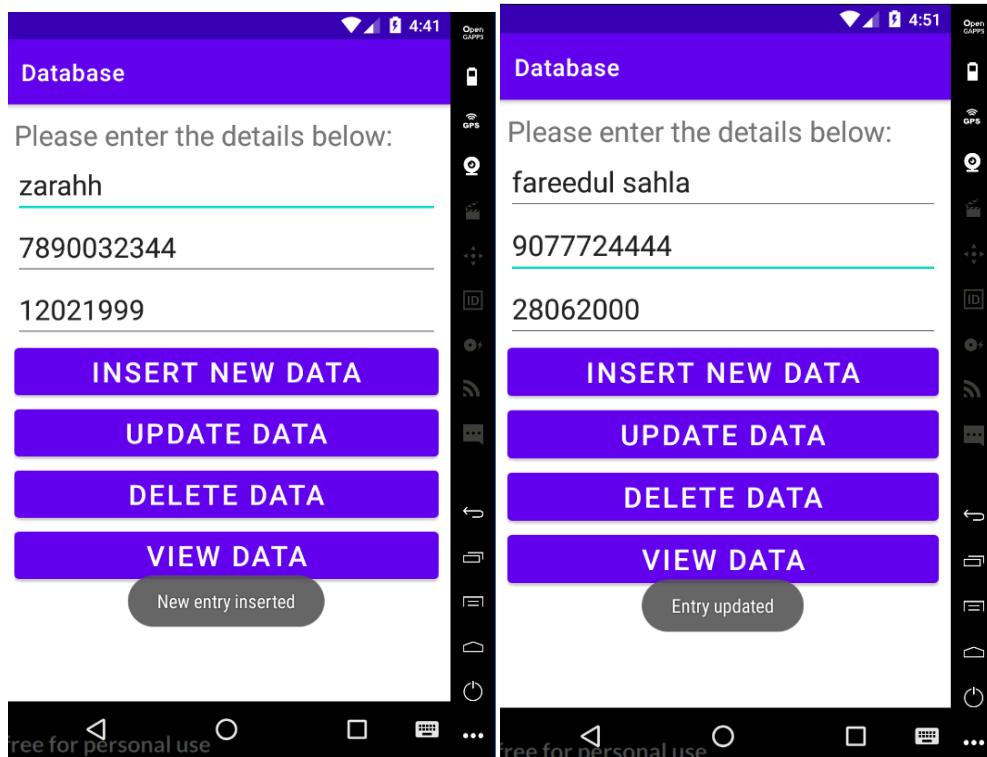 4:41
Open
GAPPS
Database
GPS
Please enter the details below:
zarahh
7890032344
ID
12021999
INSERT NEW DATA
UPDATE DATA
DELETE DATA
VIEW DATA
New entry inserted
free for personal use
4:51
Open
GAPPS
Database
GPS
Please enter the details below:
fareedul sahla
9077724444
ID
28062000
INSERT NEW DATA
UPDATE DATA
DELETE DATA
VIEW DATA
Entry updated
free for personal use